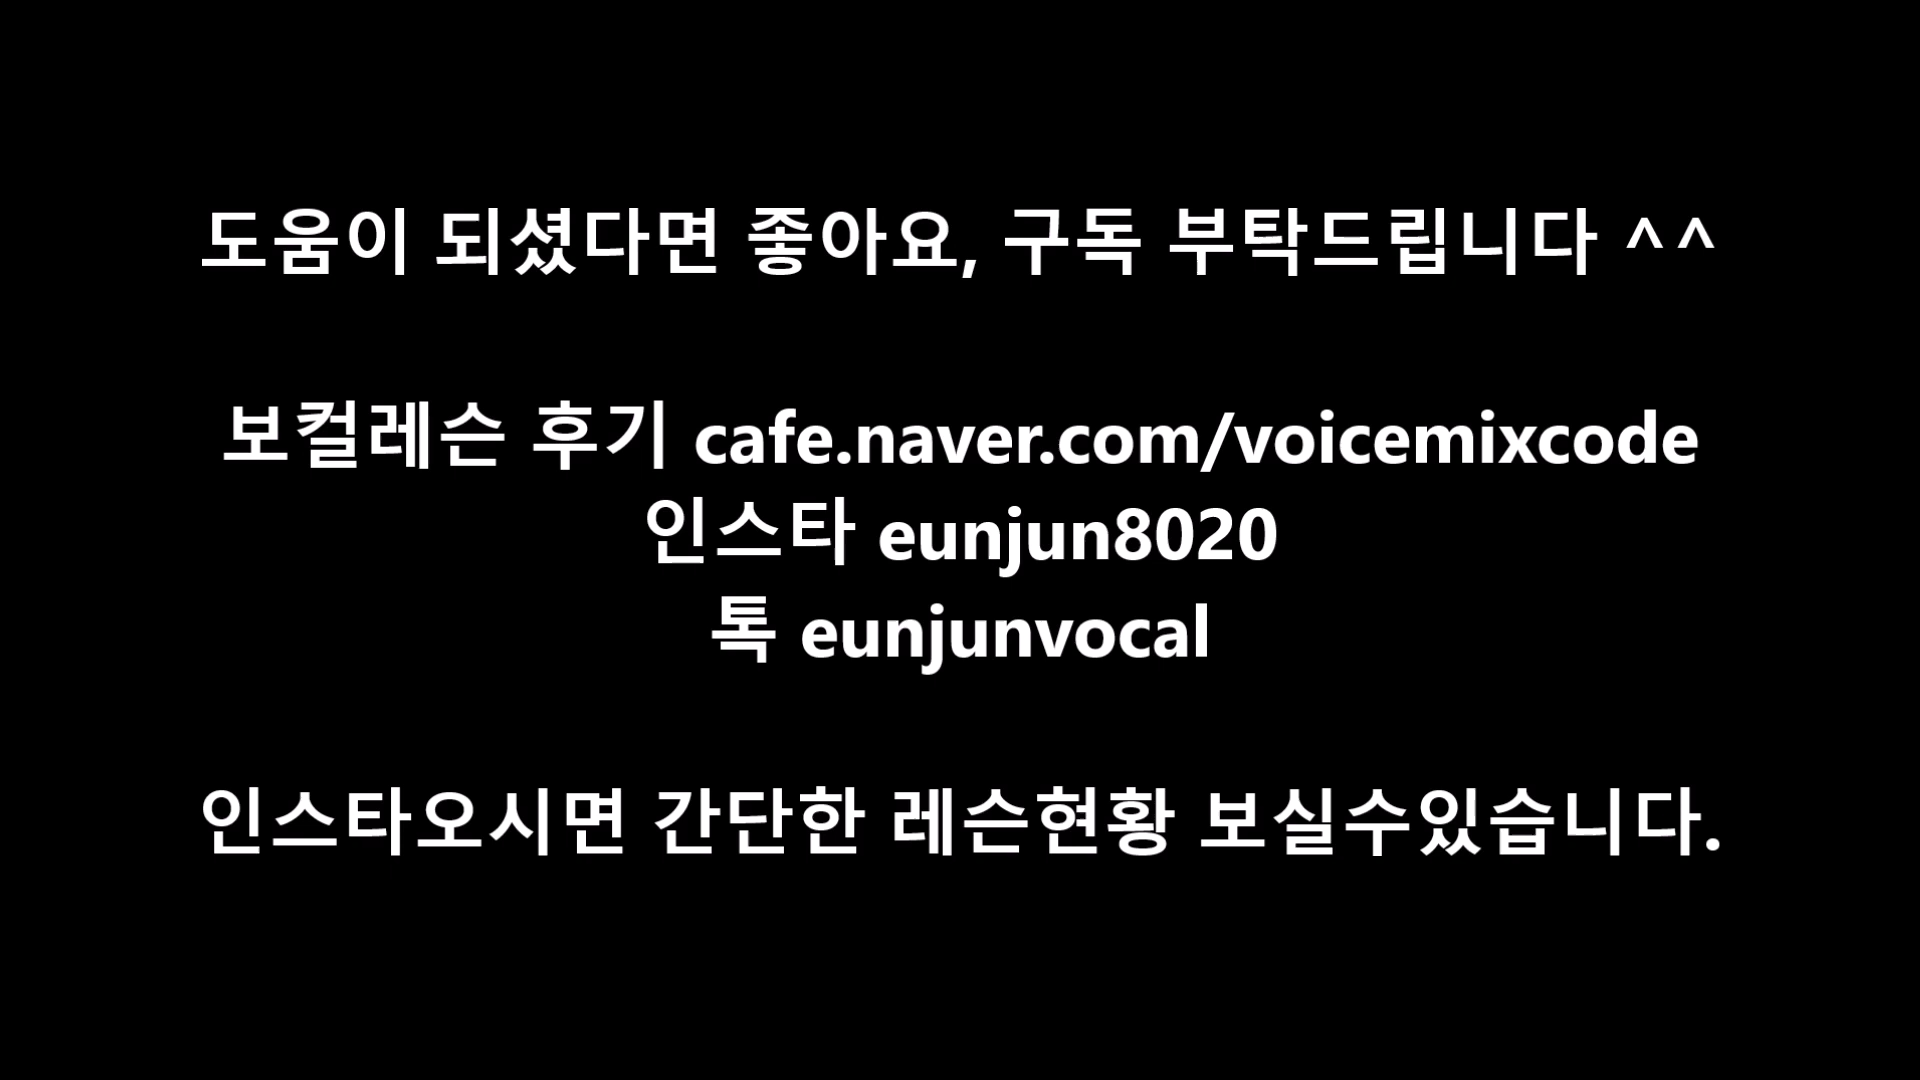 도움이 되셨다면 좋아요, 구독 부탁드립니다 ^^
보컬레슨 후기 cafe.naver.com/voicemixcode
인스타 eunjun8020
톡 eunjunvocal
인스타오시면 간단한 레슨현황 보실수있습니다.